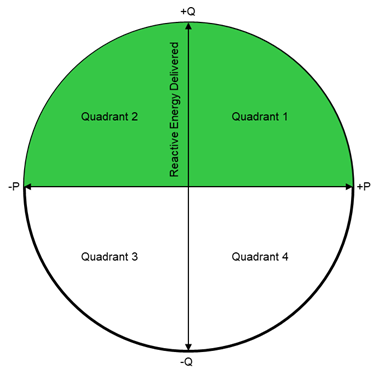 +Q
Reactive Energy Delivered
Quadrant 2
Quadrant 1
-P
+P
Quadrant 3
Quadrant 4
-Q